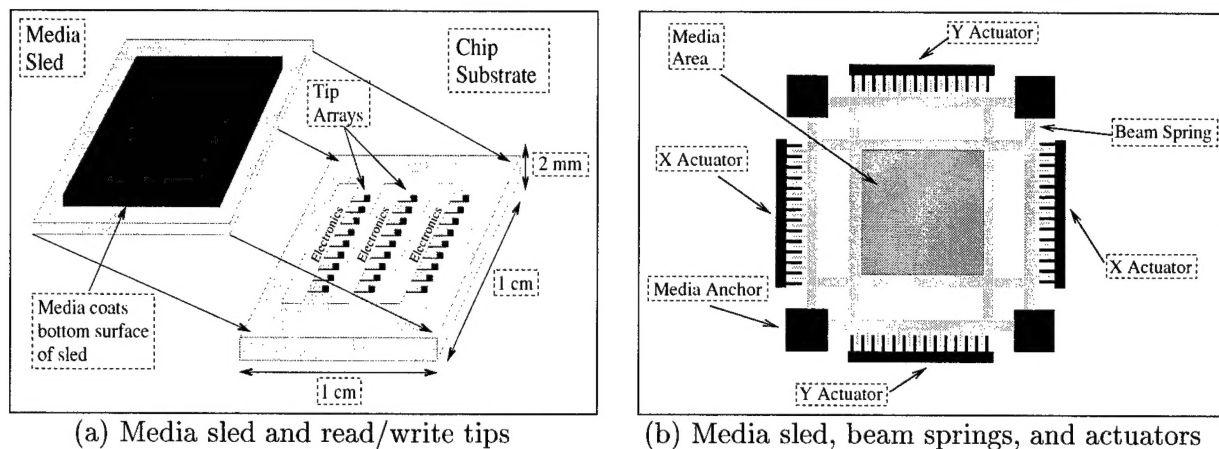 Media
Sled
Chip
Substrate
Tip
Arrays
2 mm
Electronics
Electronics
Electronics
1 cm
Media coats
bottom surface
of sled
1 cm
(a) Media sled and read/write tips
Y Actuator
Media
Area
Beam Spring
X Actuator
X Actuator
Media Anchor
Y Actuator
(b) Media sled, beam springs, and actuators